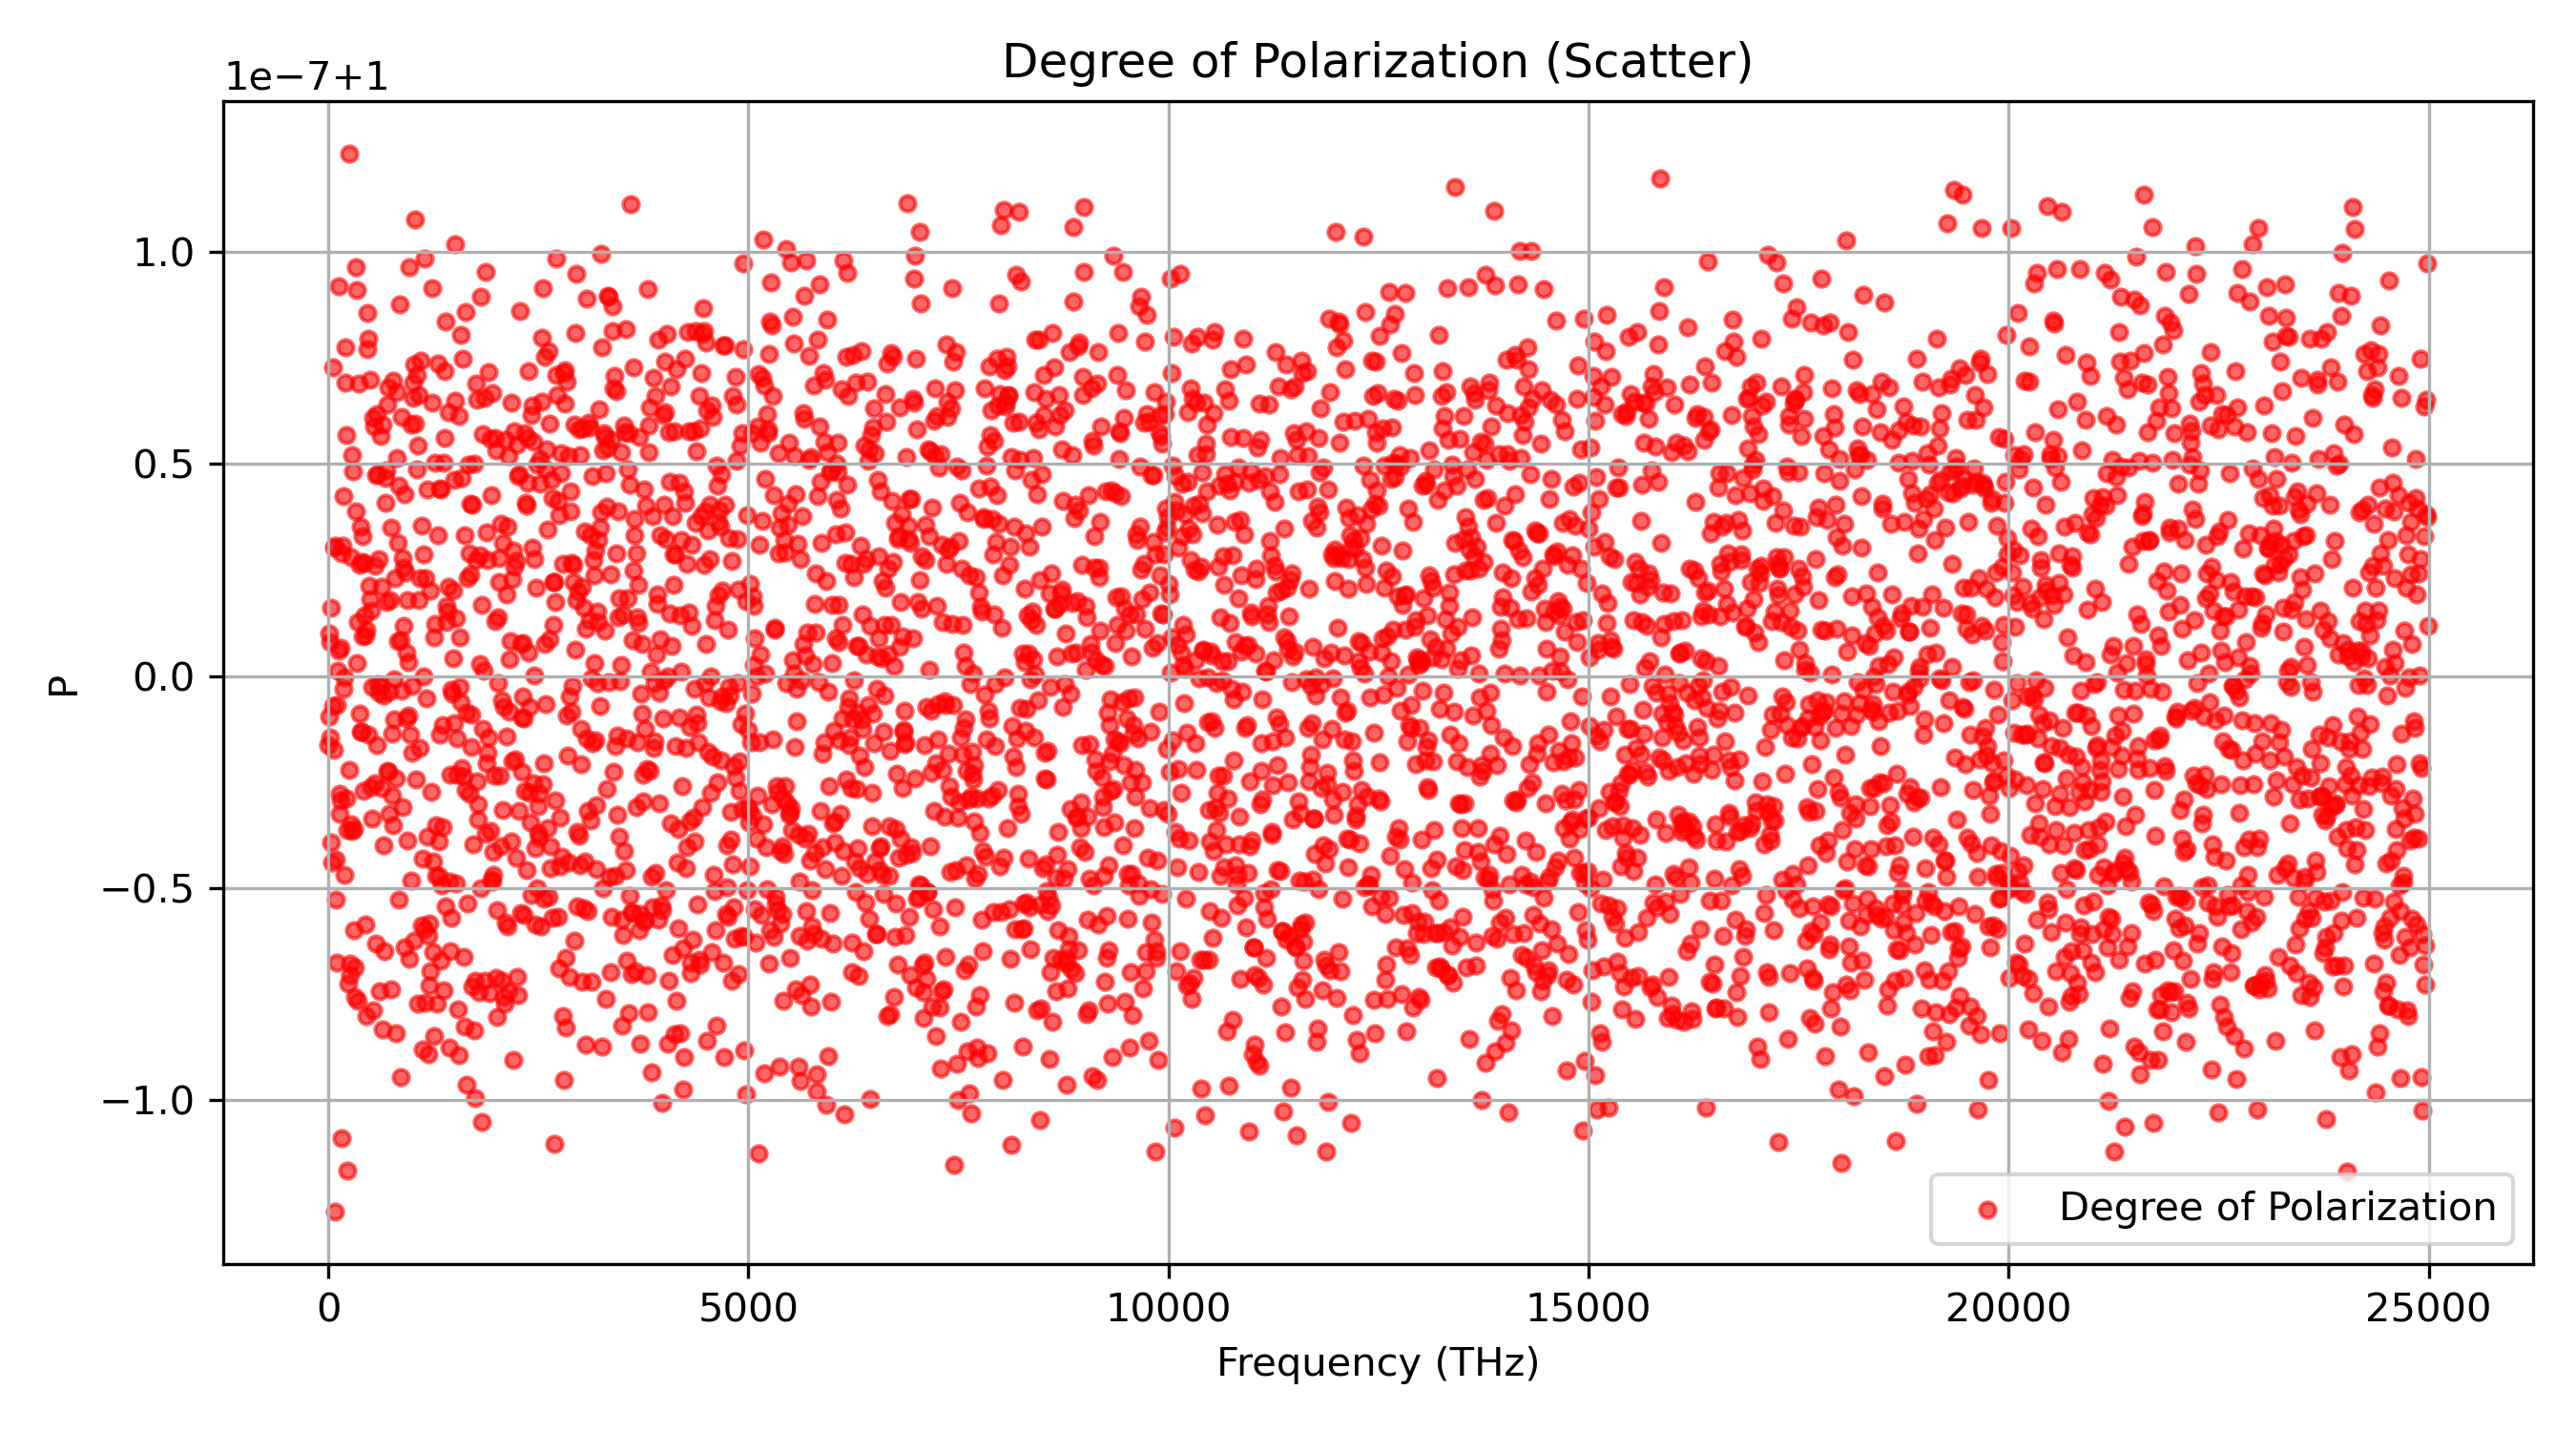 Degree of Polarization (Scatter)
1e−7+1
1.0
0.5
0.0
−0.5
−1.0
P
0 5000 10000 15000 20000 25000
Frequency (THz)
Degree of Polarization